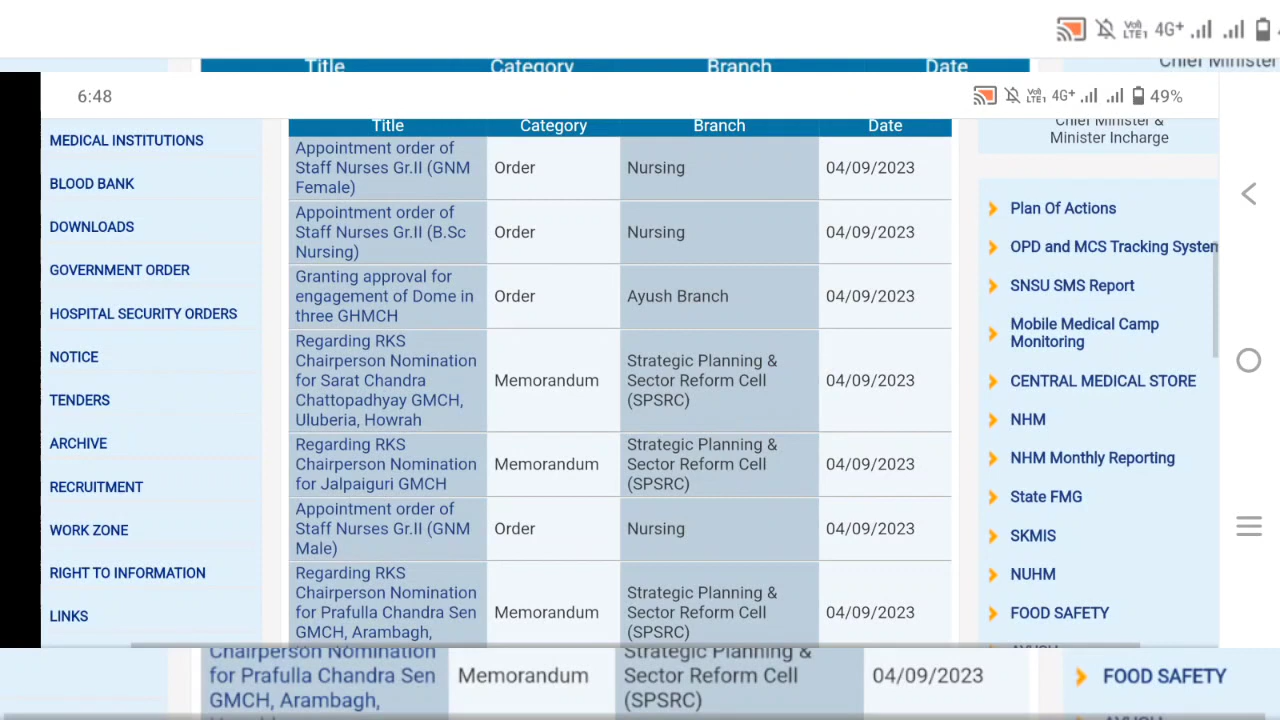 VoLTE1 4G+
Title Category Branch Date
Chief Minister
6:48
VoLTE1 4G+ 49%
MEDICAL INSTITUTIONS
BLOOD BANK
DOWNLOADS
GOVERNMENT ORDER
HOSPITAL SECURITY ORDERS
NOTICE
TENDERS
ARCHIVE
RECRUITMENT
WORK ZONE
RIGHT TO INFORMATION
LINKS
Title Category Branch Date
Appointment order of
Staff Nurses Gr.II (GNM
Female)
Order
Nursing
04/09/2023
Appointment order of
Staff Nurses Gr.II (B.Sc
Nursing)
Order
Nursing
04/09/2023
Granting approval for
engagement of Dome in
three GHMCH
Order
Ayush Branch
04/09/2023
Regarding RKS
Chairperson Nomination
for Sarat Chandra
Chattopadhyay GMCH,
Uluberia, Howrah
Memorandum
Strategic Planning &
Sector Reform Cell
(SPSRC)
04/09/2023
Regarding RKS
Chairperson Nomination
for Jalpaiguri GMCH
Memorandum
Strategic Planning &
Sector Reform Cell
(SPSRC)
04/09/2023
Appointment order of
Staff Nurses Gr.II (GNM
Male)
Order
Nursing
04/09/2023
Regarding RKS
Chairperson Nomination
for Prafulla Chandra Sen
GMCH, Arambagh,
Memorandum
Strategic Planning &
Sector Reform Cell
(SPSRC)
04/09/2023
Chief Minister &
Minister Incharge
Plan Of Actions
OPD and MCS Tracking System
SNSU SMS Report
Mobile Medical Camp
Monitoring
CENTRAL MEDICAL STORE
NHM
NHM Monthly Reporting
State FMG
SKMIS
NUHM
FOOD SAFETY
Chairperson Nomination
for Prafulla Chandra Sen
GMCH, Arambagh,
Memorandum
Strategic Planning &
Sector Reform Cell
(SPSRC)
04/09/2023
FOOD SAFETY